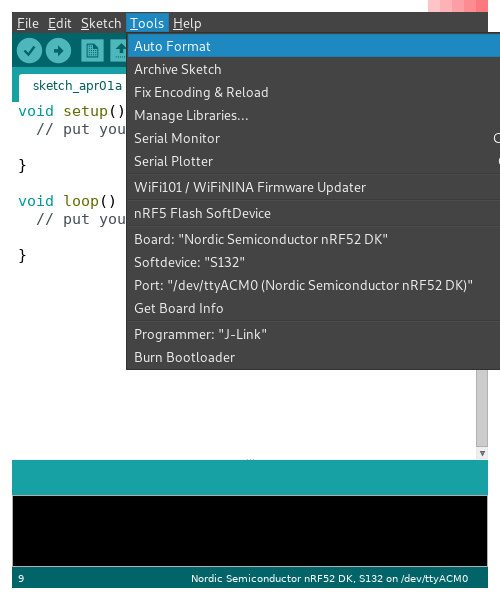 File Edit Sketch Tools Help
Auto Format
sketch_apr01a
Archive Sketch
Fix Encoding & Reload
Manage Libraries...
Serial Monitor
Serial Plotter
WiFi101 / WiFiNINA Firmware Updater
nRF5 Flash SoftDevice
Board: "Nordic Semiconductor nRF52 DK"
Softdevice: "S132"
Port: "/dev/ttyACM0 (Nordic Semiconductor nRF52 DK)"
Get Board Info
Programmer: "J-Link"
Burn Bootloader
void setup()
// put you
}
void loop()
// put you
}
9
Nordic Semiconductor nRF52 DK, S132 on /dev/ttyACM0